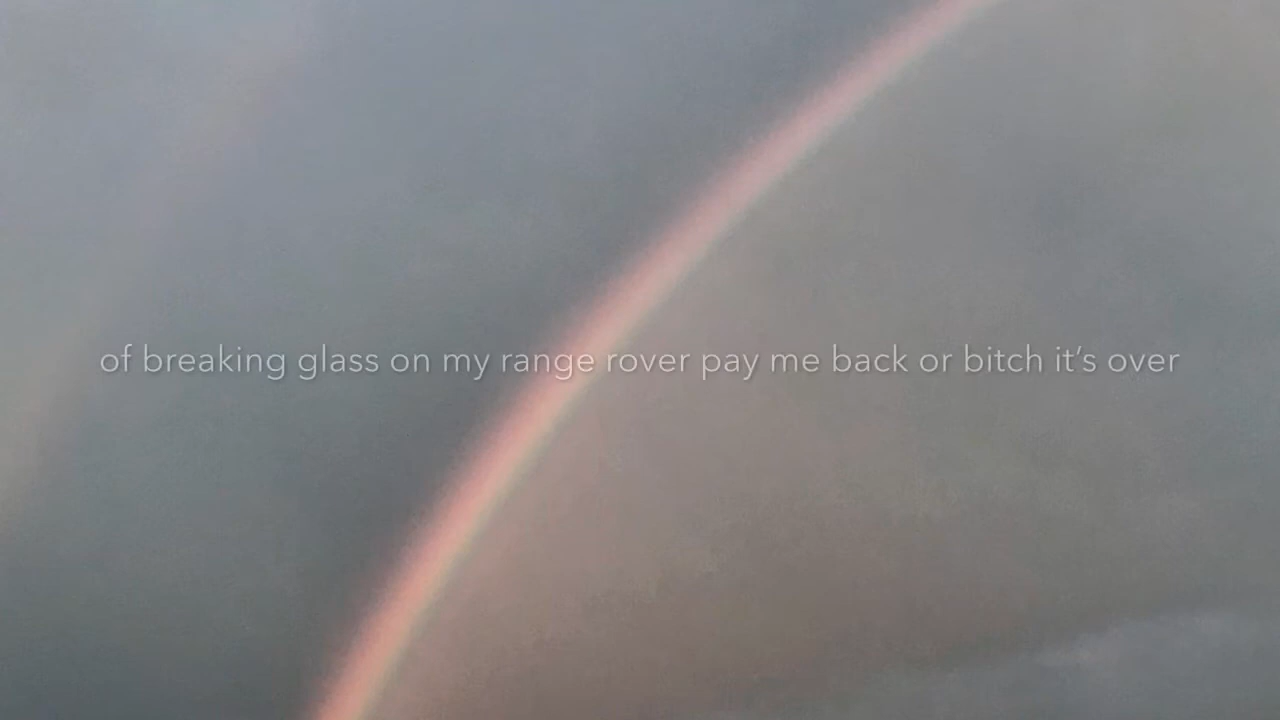 of breaking glass on my range rover pay me back or bitch it’s over